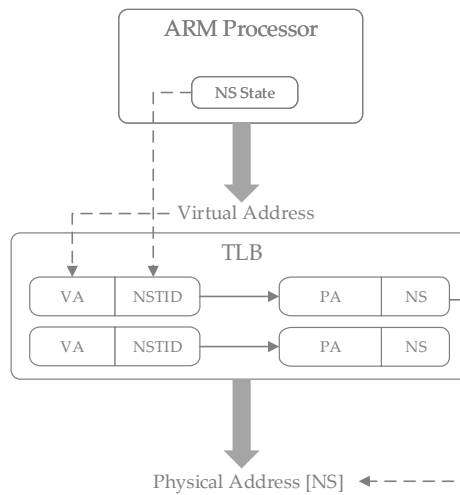 ARM Processor
NS State
Virtual Address
TLB
VA NSTID PA NS
VA NSTID PA NS
Physical Address [NS]